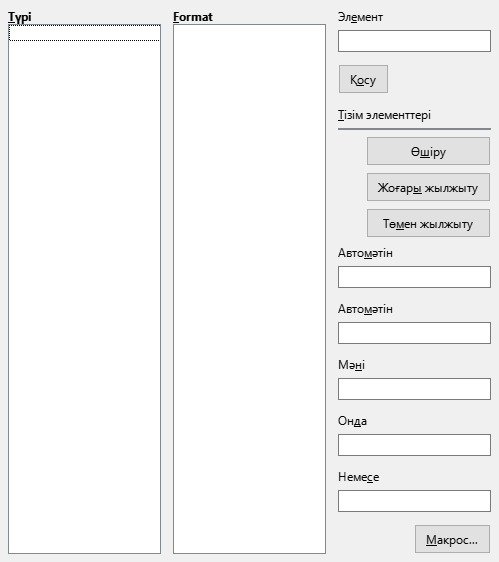 Түрі
Format
Элемент
Қосу
Тізім элементтері
Өшіру
Жоғары жылжыту
Төмен жылжыту
Автомәтін
Автомәтін
Мәні
Онда
Немесе
Макрос...